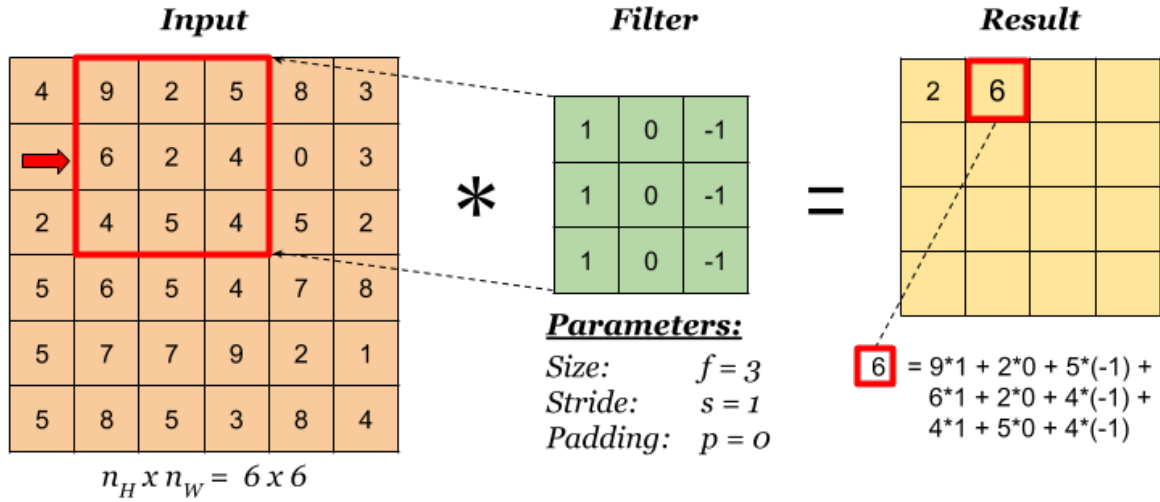 Input
Filter
Result
4 9 2 5 8 3
6 2 4 0 3
2 4 5 4 5 2
5 6 5 4 7 8
5 7 7 9 2 1
5 8 5 3 8 4
n_H x n_W = 6 x 6
*
1 0 -1
1 0 -1
1 0 -1
Parameters:
Size: f = 3
Stride: s = 1
Padding: p = 0
=
2 6
6 = 9*1 + 2*0 + 5*(-1) +
6*1 + 2*0 + 4*(-1) +
4*1 + 5*0 + 4*(-1)